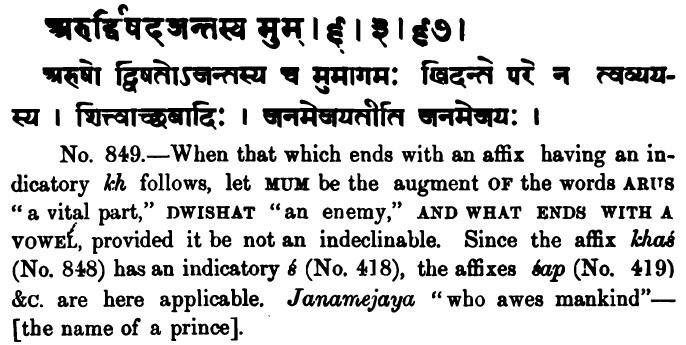 अरुर्द्विषदजन्तस्य मुम् । ६ । ३ । ६७ ।
अरुषो द्विषतोऽजन्तस्य च मुमागमः खिदन्ते परे न त्वव्यय-
स्य । शित्त्वाच्छबादिः । जनमेजयतीति जनमेजयः ।
No. 849.—When that which ends with an affix having an in-
dicatory kh follows, let MUM be the augment OF the words ARUS
“a vital part,” DWISHAT “an enemy,” AND WHAT ENDS WITH A
VOWEL, provided it be not an indeclinable. Since the affix khaś
(No. 848) has an indicatory ś (No. 418), the affixes śap (No. 419)
&c. are here applicable. Janamejaya “who awes mankind”—
[the name of a prince].